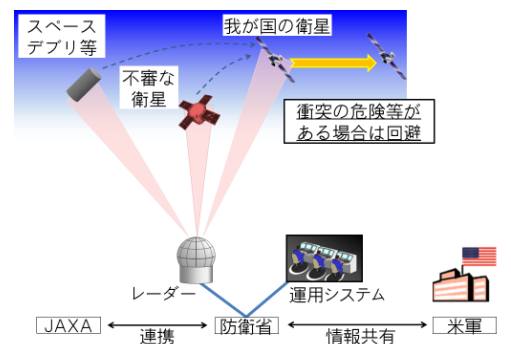 スペース
デブリ等
我が国の衛星
不審な
衛星
衝突の危険等が
ある場合は回避
レーダー
運用システム
JAXA
連携
防衛省
情報共有
米軍